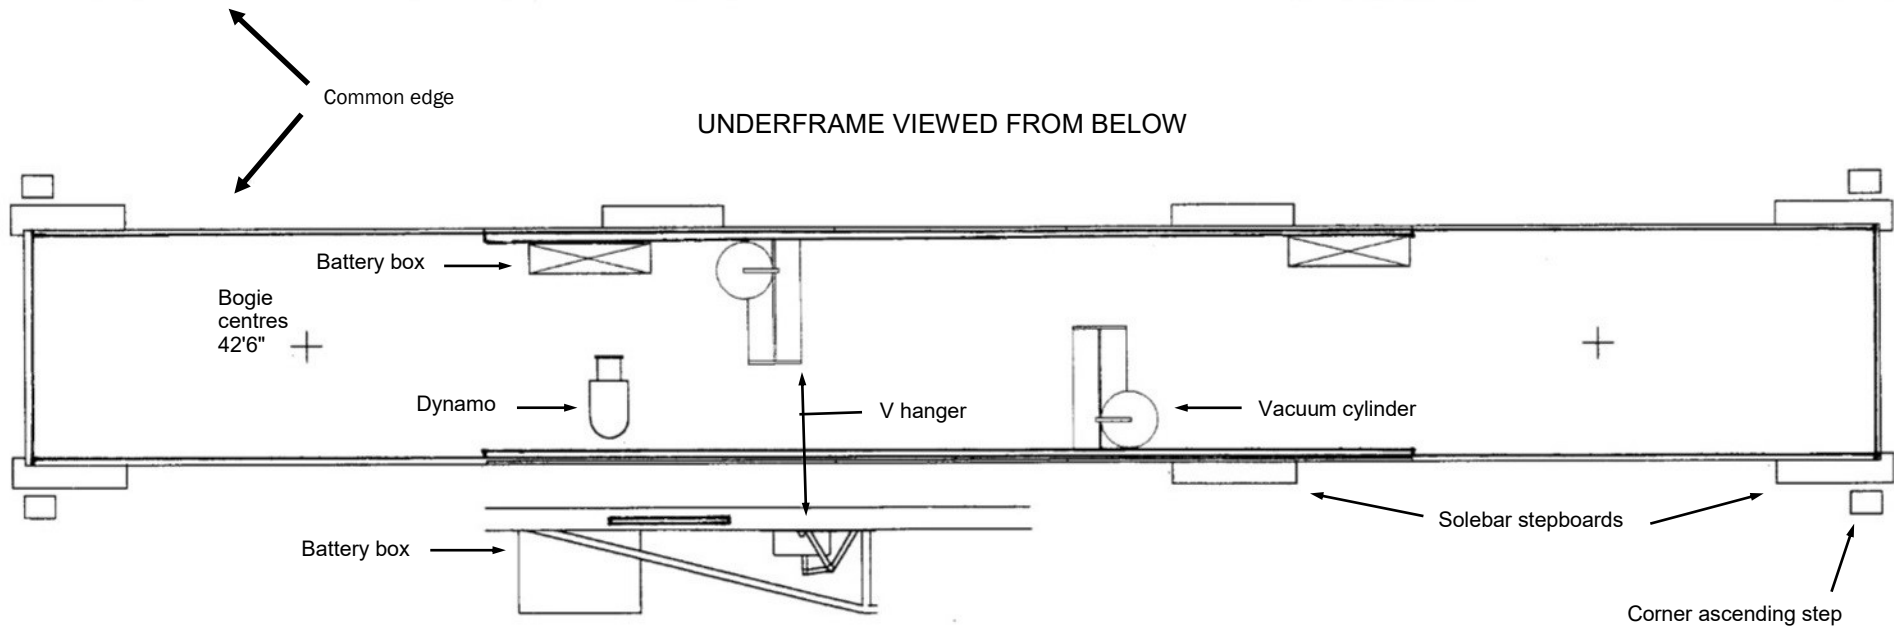 Common edge
UNDERFRAME VIEWED FROM BELOW
Battery box
Bogie
centres
42'6"
Dynamo
V hanger
Vacuum cylinder
Solebar stepboards
Battery box
Corner ascending step